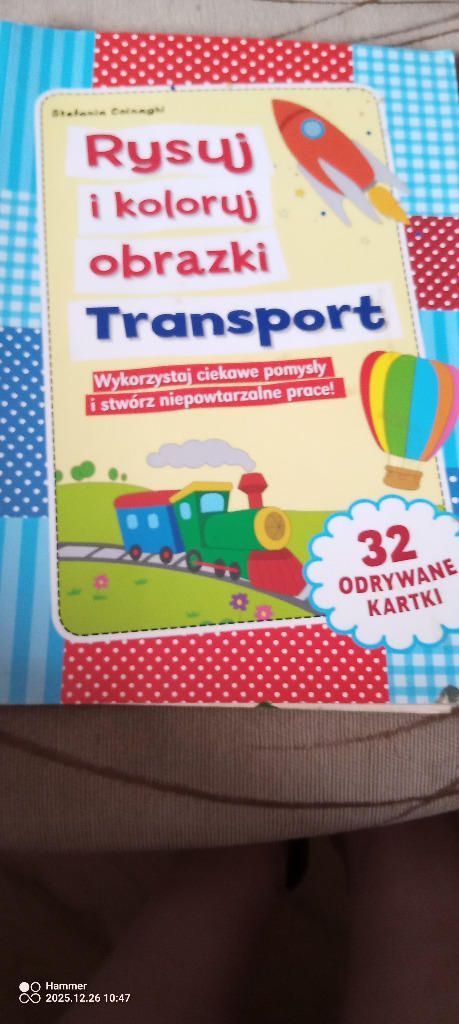 Stefania Colnaghi
Rysuj
i koloruj
obrazki
Transport
Wykorzystaj ciekawe pomysły
i stwórz niepowtarzalne prace!
32
ODRYWANE
KARTKI
Hammer
2025.12.26 10:47